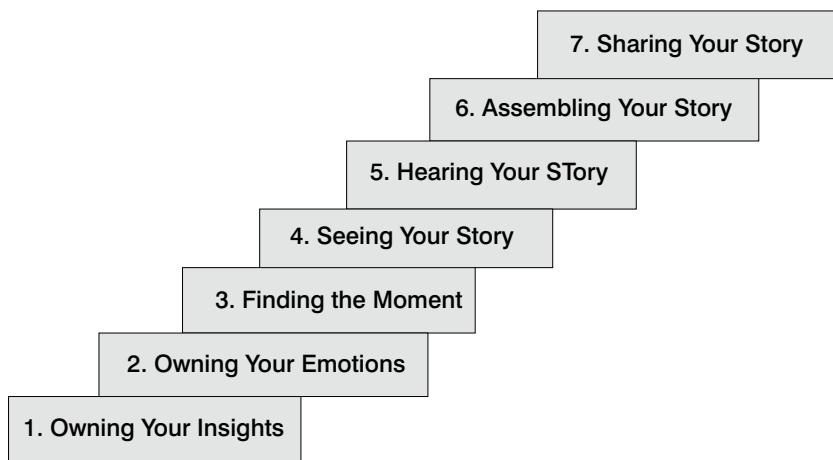 7. Sharing Your Story
6. Assembling Your Story
5. Hearing Your STory
4. Seeing Your Story
3. Finding the Moment
2. Owning Your Emotions
1. Owning Your Insights